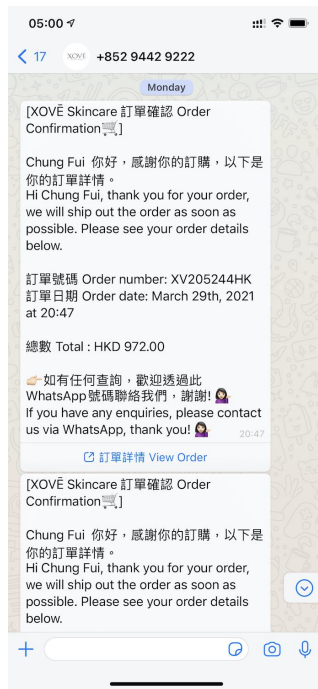 05:00
17
XOVĒ
+852 9442 9222
Monday
[XOVĒ Skincare 訂單確認 Order
Confirmation🛒]
Chung Fui 你好，感謝你的訂購，以下是
你的訂單詳情。
Hi Chung Fui, thank you for your order,
we will ship out the order as soon as
possible. Please see your order details
below.
訂單號碼 Order number: XV205244HK
訂單日期 Order date: March 29th, 2021
at 20:47
總數 Total : HKD 972.00
👉🏻如有任何查詢，歡迎透過此
WhatsApp號碼聯絡我們，謝謝! 💁🏻‍♀️
If you have any enquiries, please contact
us via WhatsApp, thank you! 💁🏻‍♀️
20:47
訂單詳情 View Order
[XOVĒ Skincare 訂單確認 Order
Confirmation🛒]
Chung Fui 你好，感謝你的訂購，以下是
你的訂單詳情。
Hi Chung Fui, thank you for your order,
we will ship out the order as soon as
possible. Please see your order details
below.